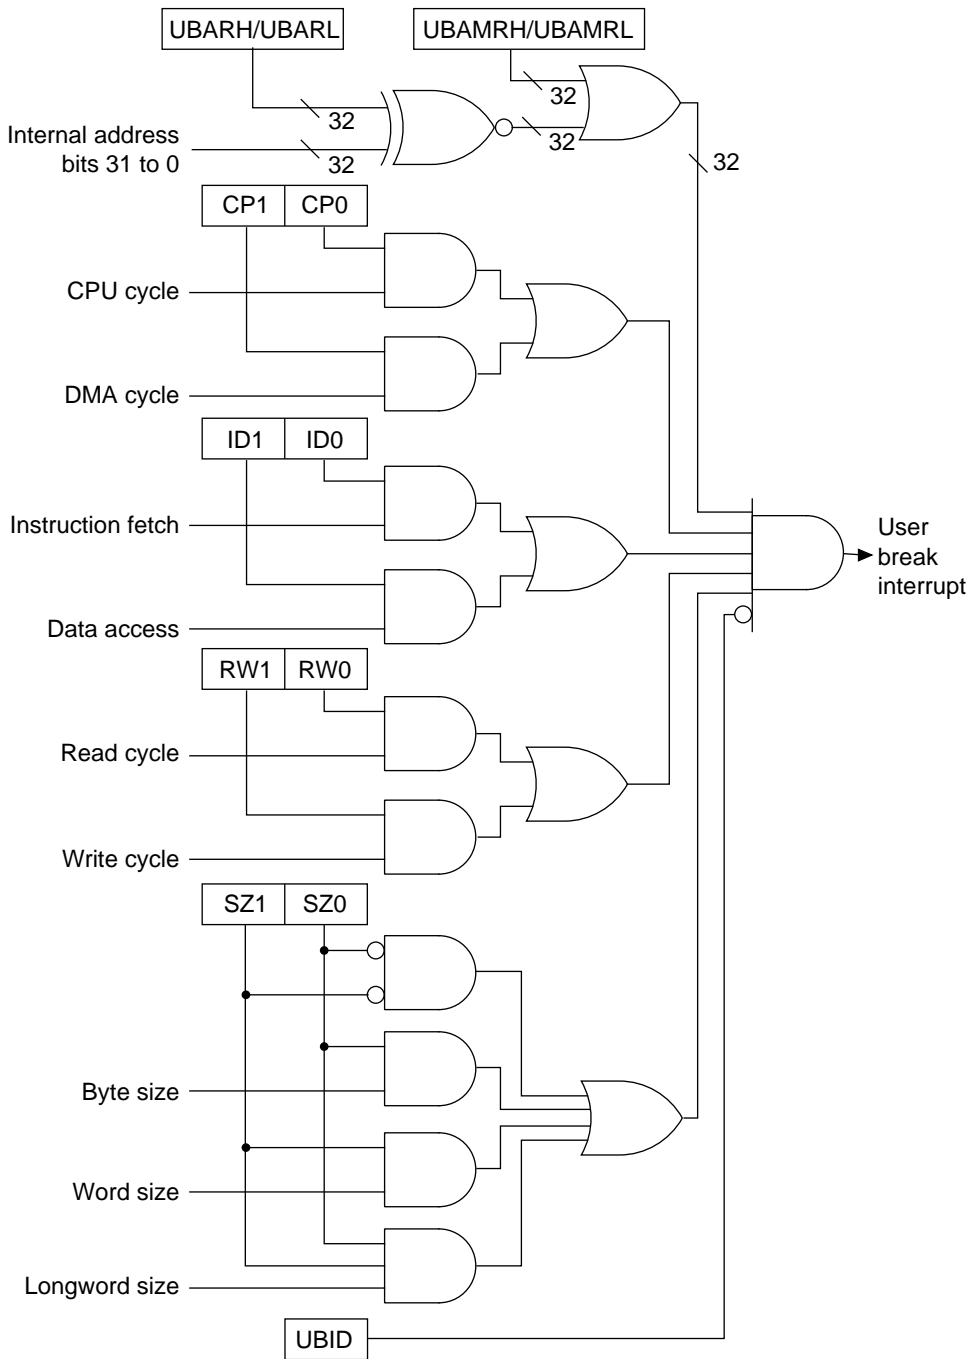 UBARH/UBARL
UBAMRH/UBAMRL
32
32
32
32
32
Internal address
bits 31 to 0
CP1
CP0
CPU cycle
DMA cycle
ID1
ID0
Instruction fetch
Data access
User
break
interrupt
RW1
RW0
Read cycle
Write cycle
SZ1
SZ0
Byte size
Word size
Longword size
UBID